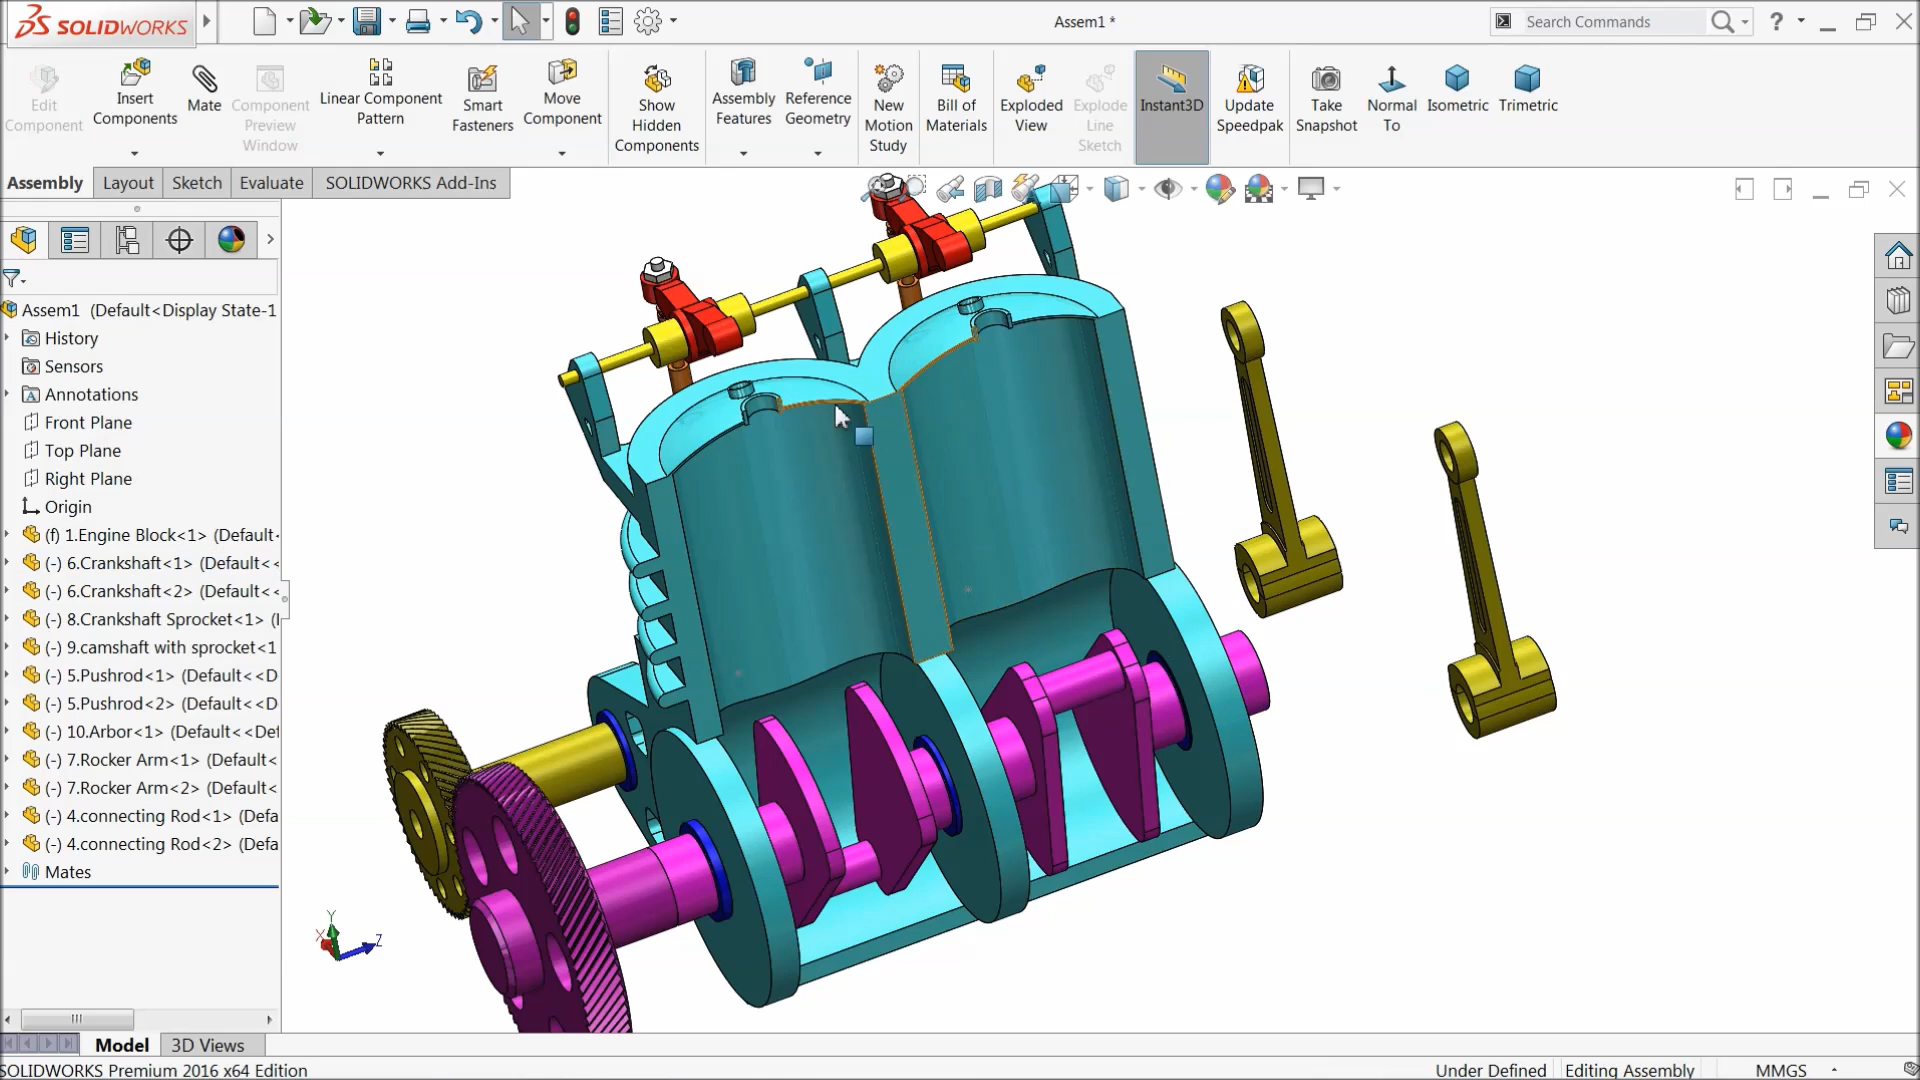 SOLIDWORKS
Assem1 *
Search Commands
?
Edit Component
Insert Components
Mate
Component Preview Window
Linear Component Pattern
Smart Fasteners
Move Component
Show Hidden Components
Assembly Features
Reference Geometry
New Motion Study
Bill of Materials
Exploded View
Explode Line Sketch
Instant3D
Update Speedpak
Take Snapshot
Normal To
Isometric
Trimetric
Assembly
Layout
Sketch
Evaluate
SOLIDWORKS Add-Ins
Assem1 (Default<Display State-1
History
Sensors
Annotations
Front Plane
Top Plane
Right Plane
Origin
(f) 1.Engine Block<1> (Default<
(-) 6.Crankshaft<1> (Default<<
(-) 6.Crankshaft<2> (Default<<
(-) 8.Crankshaft Sprocket<1> (
(-) 9.camshaft with sprocket<1
(-) 5.Pushrod<1> (Default<<D
(-) 5.Pushrod<2> (Default<<D
(-) 10.Arbor<1> (Default<<Def
(-) 7.Rocker Arm<1> (Default<
(-) 7.Rocker Arm<2> (Default<
(-) 4.connecting Rod<1> (Defa
(-) 4.connecting Rod<2> (Defa
Mates
Y
X
Z
Model
3D Views
SOLIDWORKS Premium 2016 x64 Edition
Under Defined
Editing Assembly
MMGS